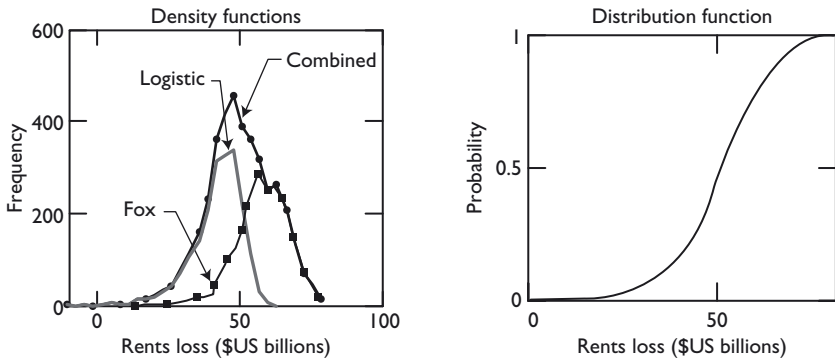 Density functions
600
400
200
0
Frequency
Combined
Logistic
Fox
0
50
100
Rents loss ($US billions)
Distribution function
1
0.5
0
Probability
0
50
Rents loss ($US billions)